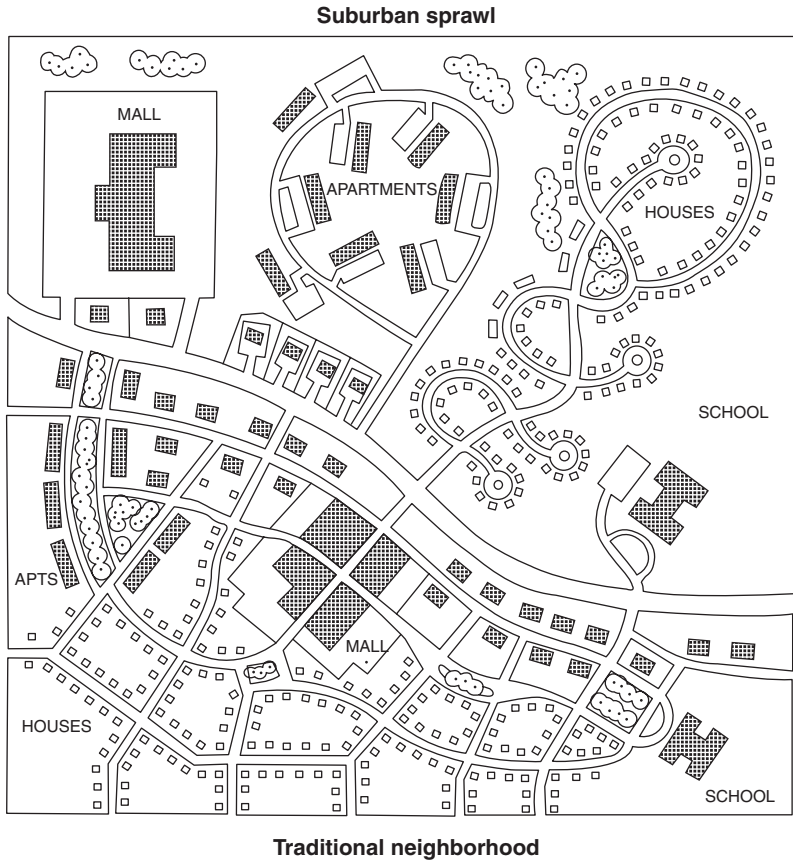 Suburban sprawl
MALL
APARTMENTS
HOUSES
SCHOOL
APTS
MALL
HOUSES
SCHOOL
Traditional neighborhood